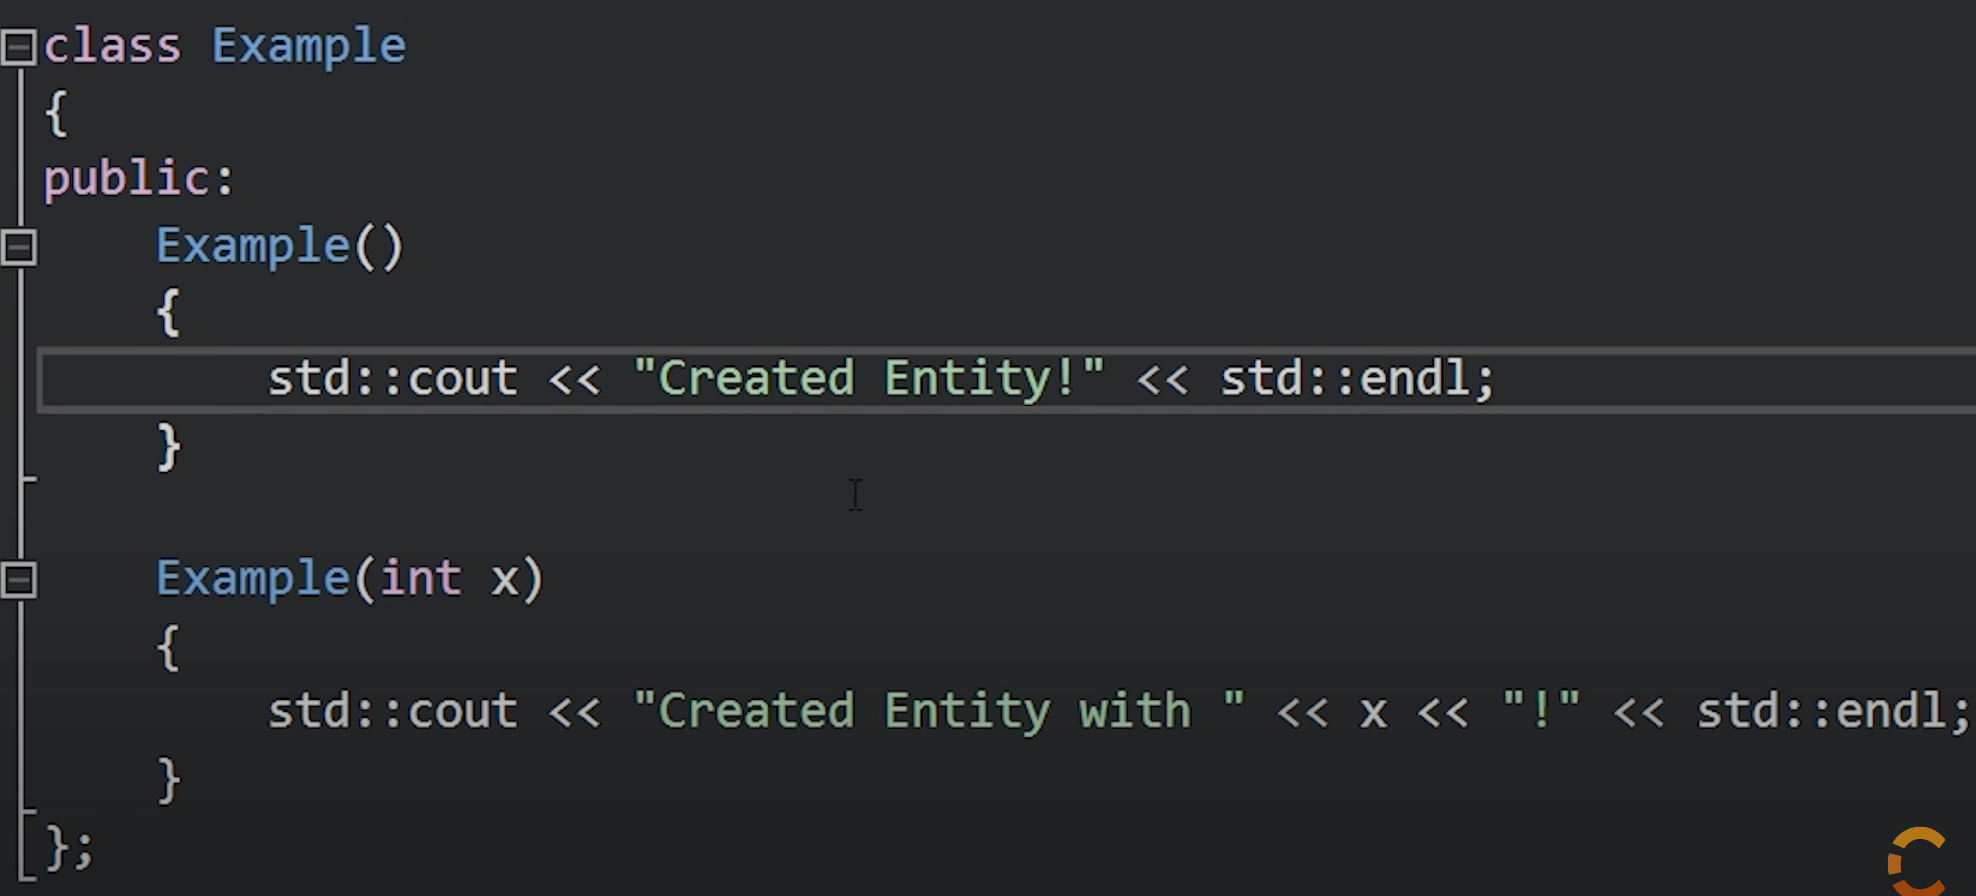 class Example
{
public:
    Example()
    {
        std::cout << "Created Entity!" << std::endl;
    }

    Example(int x)
    {
        std::cout << "Created Entity with " << x << "!" << std::endl;
    }
};